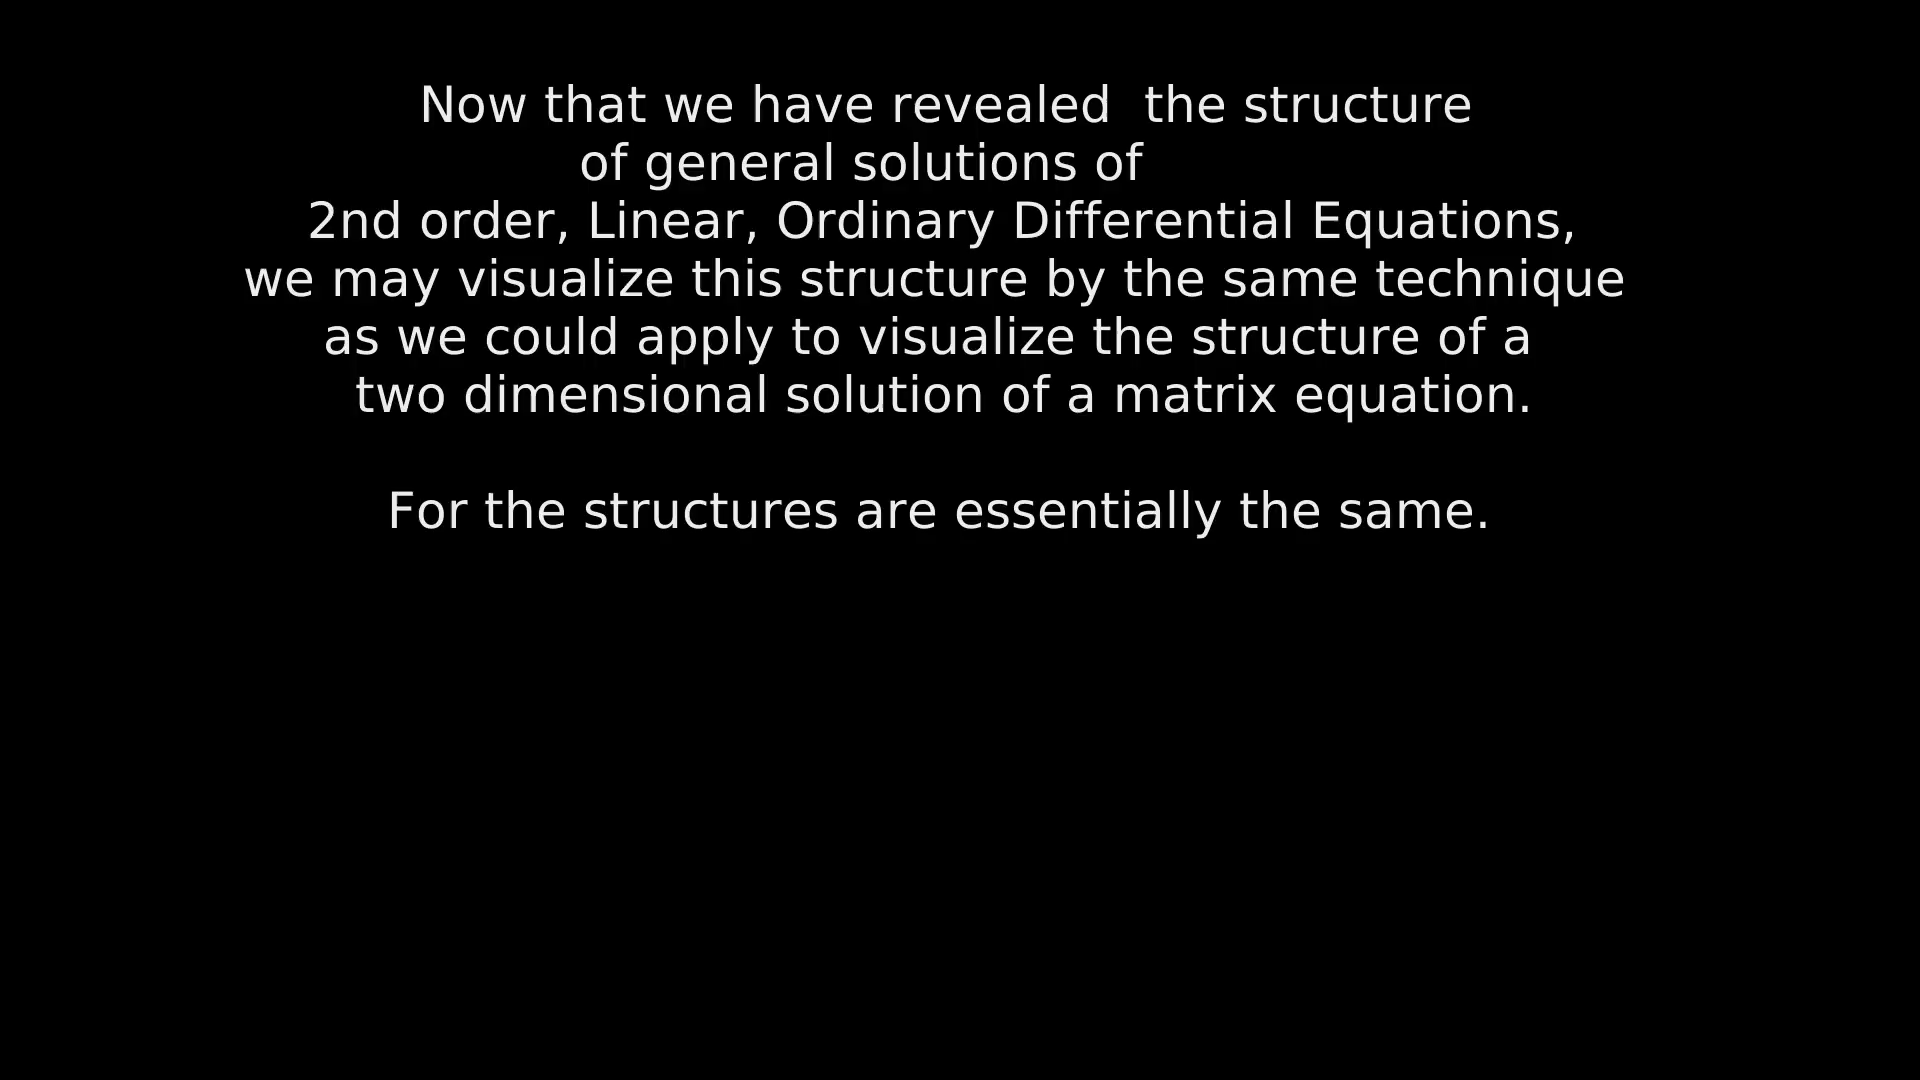 Now that we have revealed  the structure
of general solutions of
2nd order, Linear, Ordinary Differential Equations,
we may visualize this structure by the same technique
as we could apply to visualize the structure of a
two dimensional solution of a matrix equation.
For the structures are essentially the same.